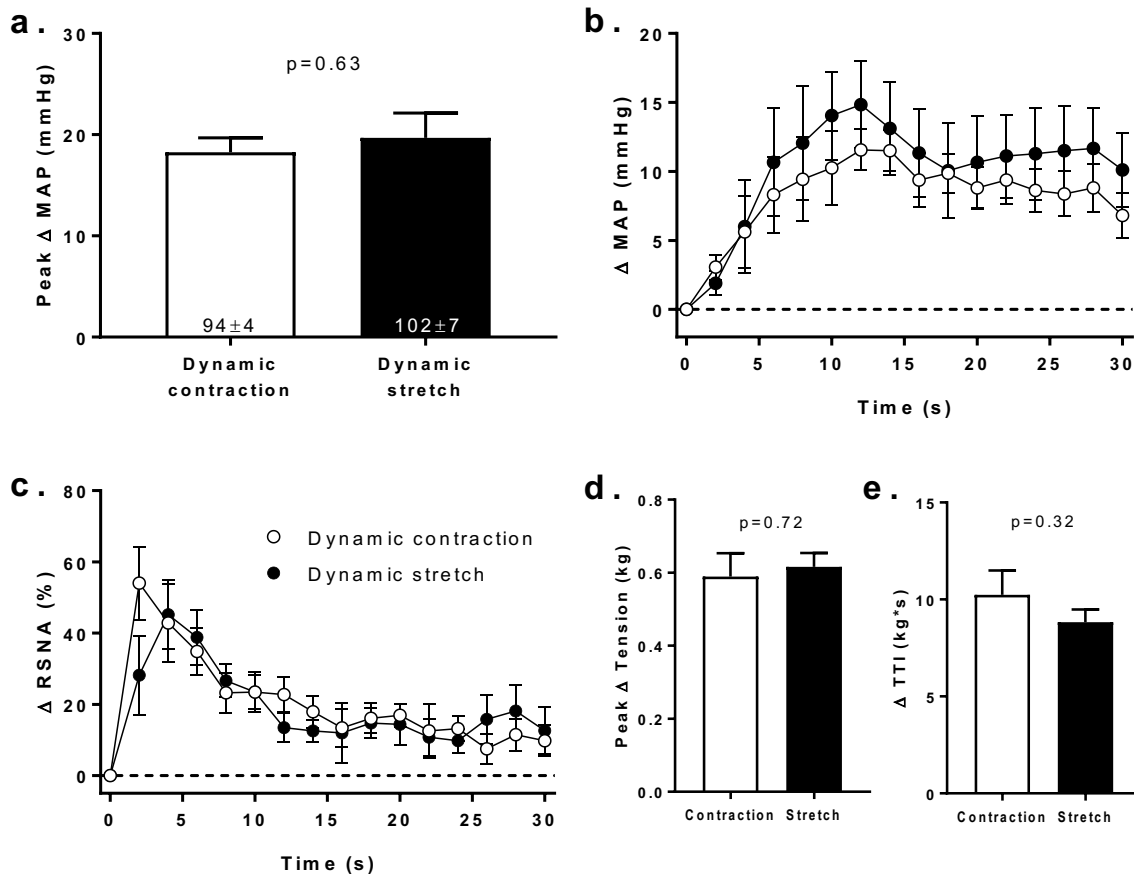 a.
30
20
10
0
Peak Δ MAP (mmHg)
p=0.63
94±4
102±7
Dynamic
contraction
Dynamic
stretch
b.
20
15
10
5
0
Δ MAP (mmHg)
0 5 10 15 20 25 30
Time (s)
c.
80
60
40
20
0
Δ RSNA (%)
Dynamic contraction
Dynamic stretch
0 5 10 15 20 25 30
Time (s)
d.
0.8
0.6
0.4
0.2
0.0
Peak Δ Tension (kg)
p=0.72
Contraction Stretch
e.
15
10
5
0
Δ TTI (kg*s)
p=0.32
Contraction Stretch